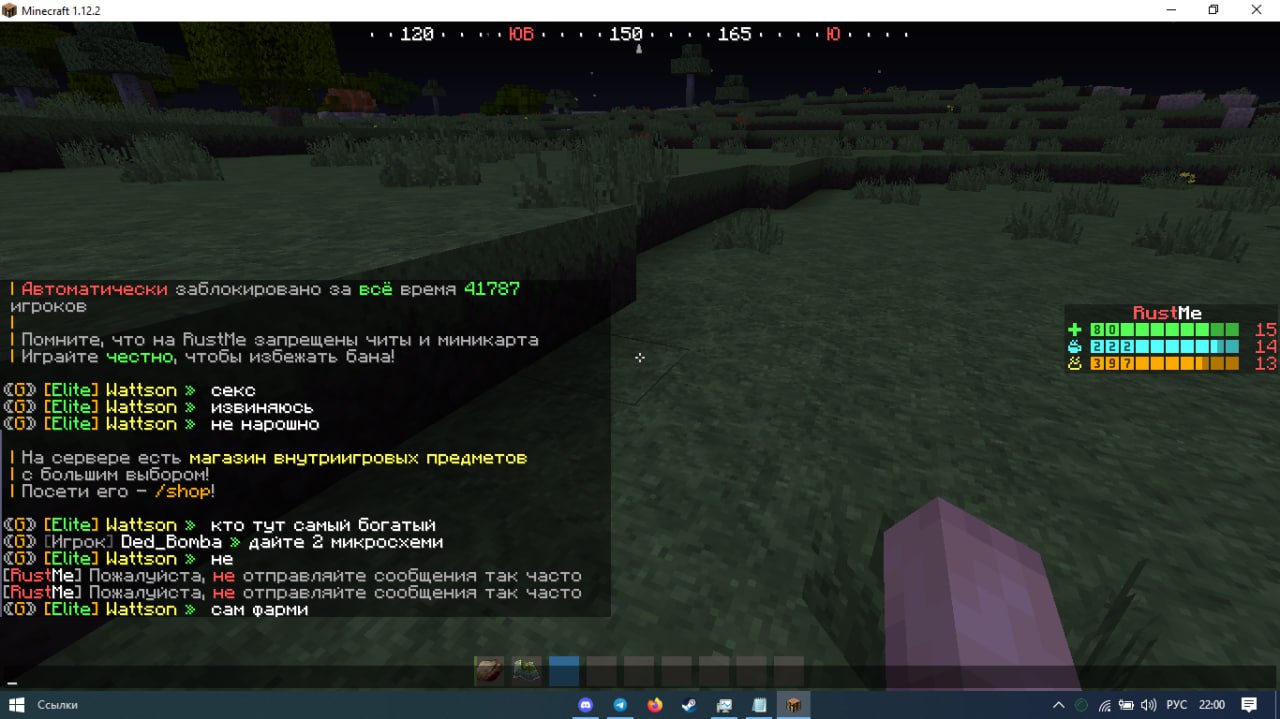 Minecraft 1.12.2
120 ЮВ 150 165 Ю
Автоматически заблокировано за всё время 41787
игроков
Помните, что на RustMe запрещены читы и миникарта
Играйте честно, чтобы избежать бана!
RustMe
80 15
222 14
397 13
(G) [Elite] Wattson » секс
(G) [Elite] Wattson » извиняюсь
(G) [Elite] Wattson » не нарошно
На сервере есть магазин внутриигровых предметов
с большим выбором!
Посети его - /shop!
(G) [Elite] Wattson » кто тут самый богатый
(G) [Игрок] Ded_Bomba » дайте 2 микросхеми
(G) [Elite] Wattson » не
[RustMe] Пожалуйста, не отправляйте сообщения так часто
[RustMe] Пожалуйста, не отправляйте сообщения так часто
(G) [Elite] Wattson » сам фарми
Ссылки
РУС 22:00